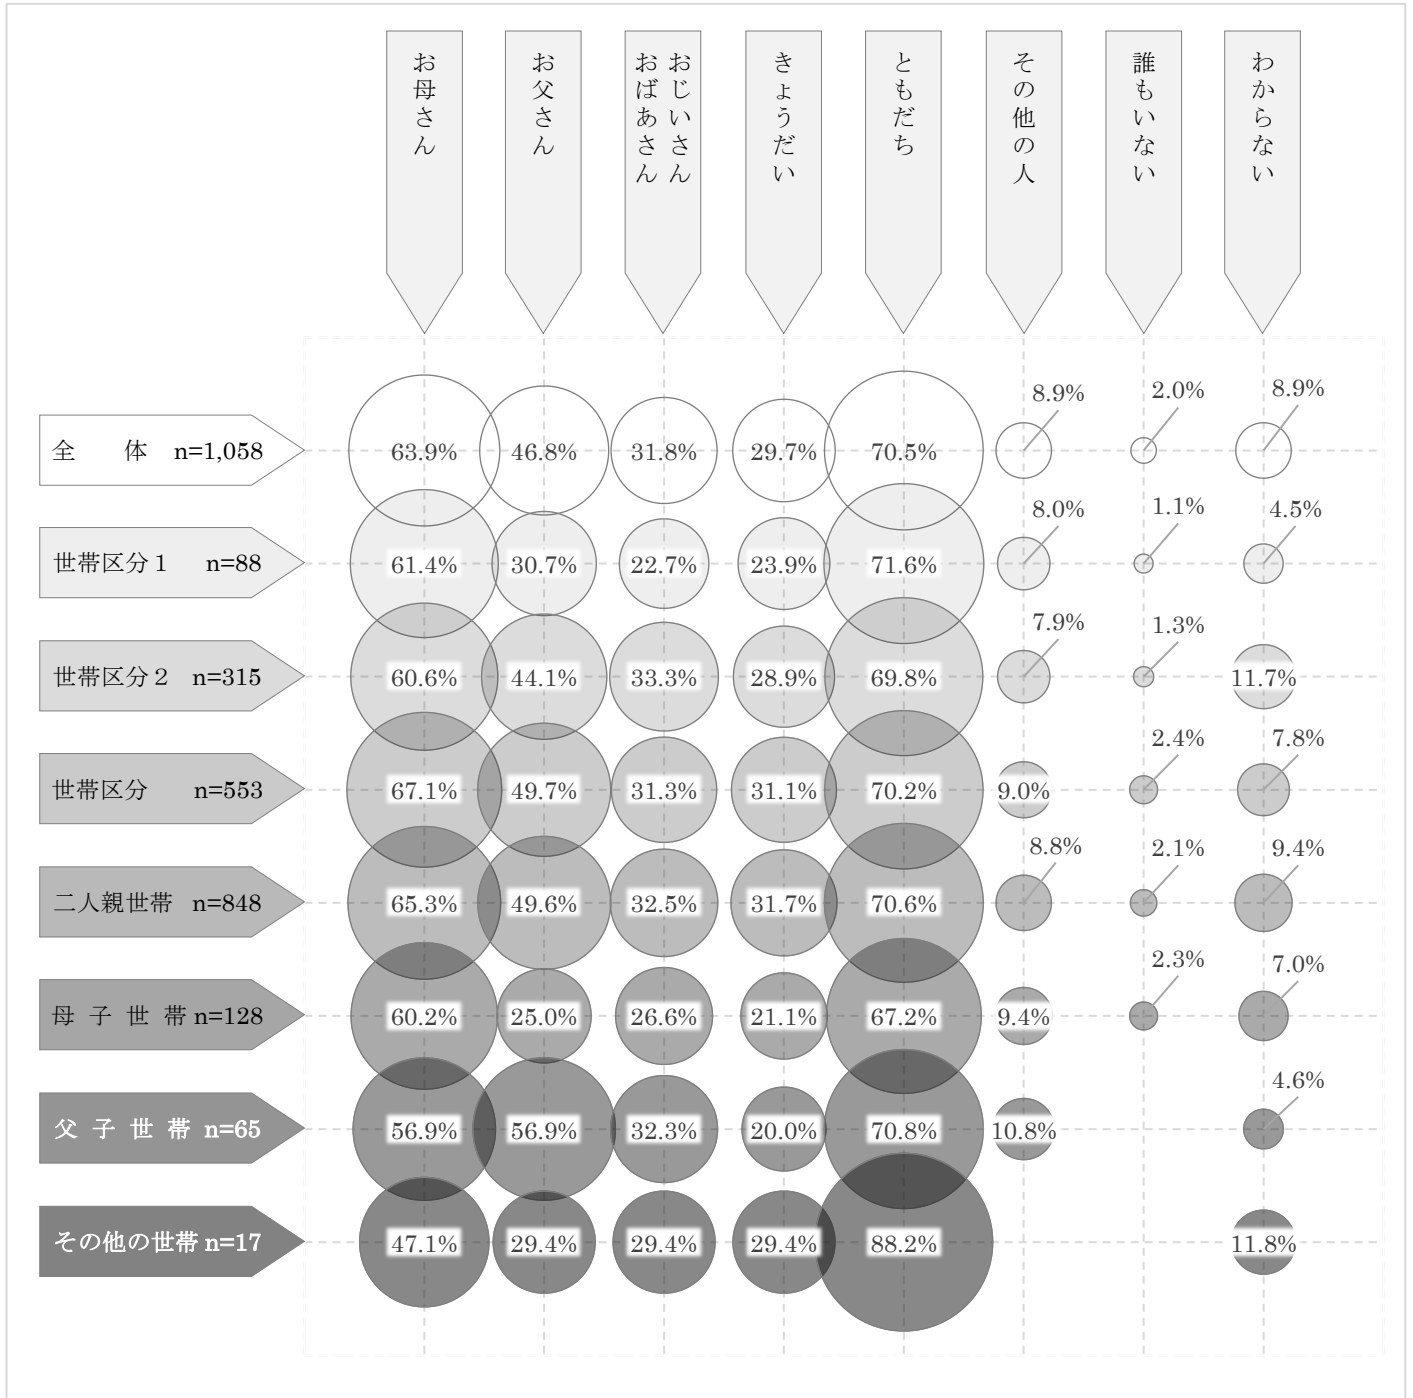 お母さん
お父さん
おじいさん
おばあさん
きょうだい
ともだち
その他の人
誰もいない
わからない
全 体 n=1,058
63.9% 46.8% 31.8% 29.7% 70.5% 8.9% 2.0% 8.9%
世帯区分１ n=88
61.4% 30.7% 22.7% 23.9% 71.6% 8.0% 1.1% 4.5%
世帯区分２ n=315
60.6% 44.1% 33.3% 28.9% 69.8% 7.9% 1.3% 11.7%
世帯区分 n=553
67.1% 49.7% 31.3% 31.1% 70.2% 9.0% 2.4% 7.8%
二人親世帯 n=848
65.3% 49.6% 32.5% 31.7% 70.6% 8.8% 2.1% 9.4%
母 子 世 帯 n=128
60.2% 25.0% 26.6% 21.1% 67.2% 9.4% 2.3% 7.0%
父 子 世 帯 n=65
56.9% 56.9% 32.3% 20.0% 70.8% 10.8% 4.6%
その他の世帯 n=17
47.1% 29.4% 29.4% 29.4% 88.2% 11.8%